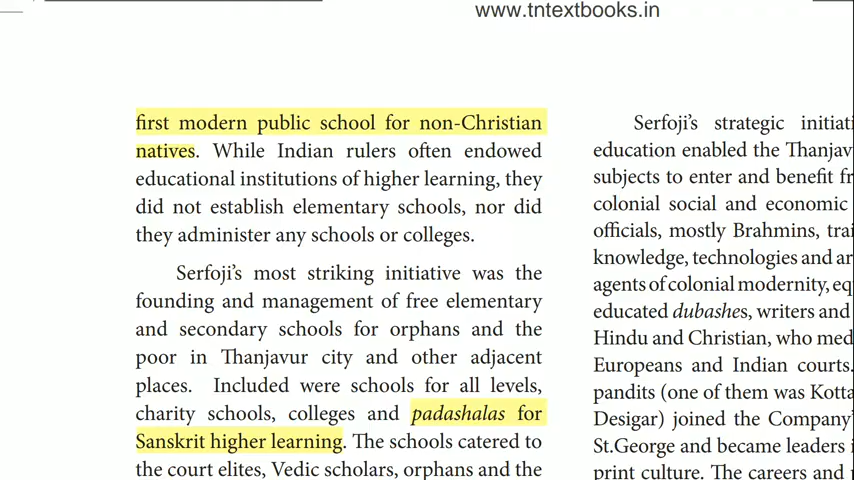 www.tntextbooks.in
first modern public school for non-Christian
natives. While Indian rulers often endowed
educational institutions of higher learning, they
did not establish elementary schools, nor did
they administer any schools or colleges.
Serfoji's most striking initiative was the
founding and management of free elementary
and secondary schools for orphans and the
poor in Thanjavur city and other adjacent
places. Included were schools for all levels,
charity schools, colleges and padashalas for
Sanskrit higher learning. The schools catered to
the court elites, Vedic scholars, orphans and the
Serfoji's strategic
education enabled the
subjects to enter and benefit
colonial social and economic
officials, mostly Brahmins,
knowledge, technologies and
agents of colonial modernity,
educated dubashes, writers and
Hindu and Christian, who
Europeans and Indian courts.
pandits (one of them was
Desigar) joined the Company'
St.George and became leaders
print culture. The careers and